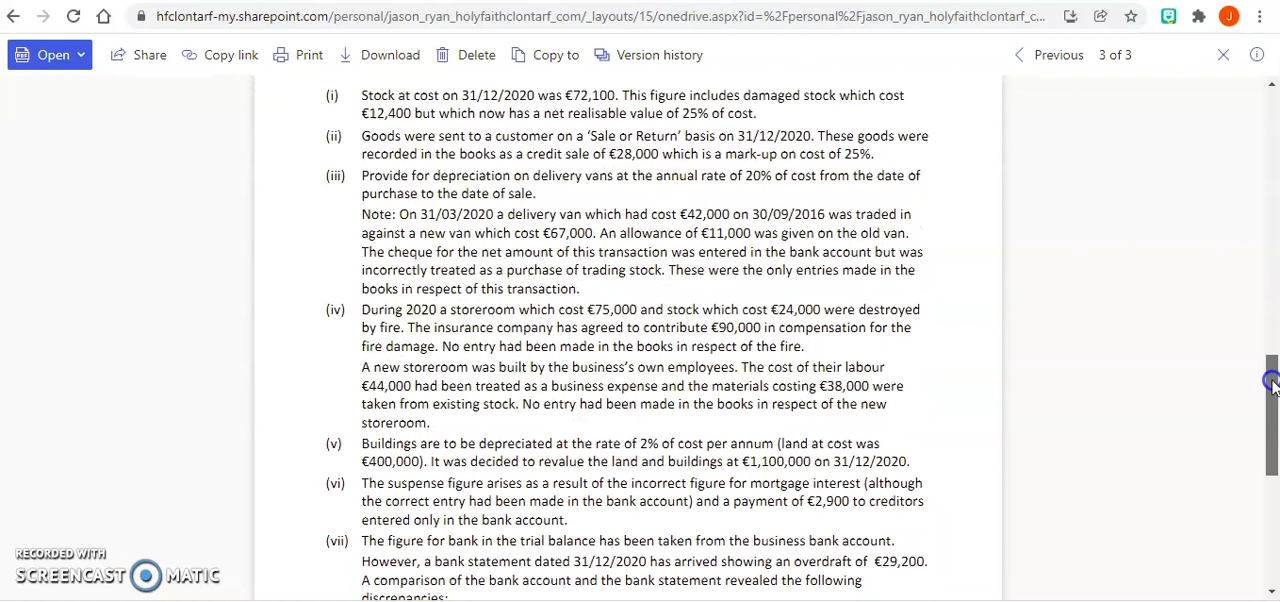 hfclontarf-my.sharepoint.com/personal/jason_ryan_holyfaithclontarf_com/_layouts/15/onedrive.aspx?id=%2Fpersonal%2Fjason_ryan_holyfaithclontarf_c...
J
Open Share Copy link Print Download Delete Copy to Version history Previous 3 of 3
(i) Stock at cost on 31/12/2020 was €72,100. This figure includes damaged stock which cost
€12,400 but which now has a net realisable value of 25% of cost.
(ii) Goods were sent to a customer on a ‘Sale or Return’ basis on 31/12/2020. These goods were
recorded in the books as a credit sale of €28,000 which is a mark-up on cost of 25%.
(iii) Provide for depreciation on delivery vans at the annual rate of 20% of cost from the date of
purchase to the date of sale.
Note: On 31/03/2020 a delivery van which had cost €42,000 on 30/09/2016 was traded in
against a new van which cost €67,000. An allowance of €11,000 was given on the old van.
The cheque for the net amount of this transaction was entered in the bank account but was
incorrectly treated as a purchase of trading stock. These were the only entries made in the
books in respect of this transaction.
(iv) During 2020 a storeroom which cost €75,000 and stock which cost €24,000 were destroyed
by fire. The insurance company has agreed to contribute €90,000 in compensation for the
fire damage. No entry had been made in the books in respect of the fire.
A new storeroom was built by the business’s own employees. The cost of their labour
€44,000 had been treated as a business expense and the materials costing €38,000 were
taken from existing stock. No entry had been made in the books in respect of the new
storeroom.
(v) Buildings are to be depreciated at the rate of 2% of cost per annum (land at cost was
€400,000). It was decided to revalue the land and buildings at €1,100,000 on 31/12/2020.
(vi) The suspense figure arises as a result of the incorrect figure for mortgage interest (although
the correct entry had been made in the bank account) and a payment of €2,900 to creditors
entered only in the bank account.
(vii) The figure for bank in the trial balance has been taken from the business bank account.
However, a bank statement dated 31/12/2020 has arrived showing an overdraft of €29,200.
A comparison of the bank account and the bank statement revealed the following
discrepancies:
RECORDED WITH
SCREENCAST MATIC